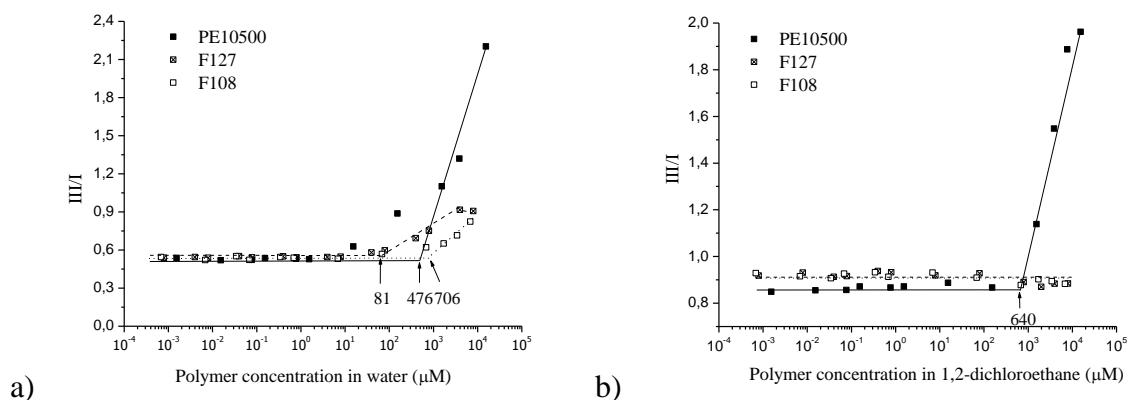 2,4
2,1
1,8
1,5
1,2
0,9
0,6
0,3
0,0
III/I
PE10500
F127
F108
81
476706
10⁻⁴ 10⁻³ 10⁻² 10⁻¹ 10⁰ 10¹ 10² 10³ 10⁴ 10⁵
Polymer concentration in water (μM)
a)
2,0
1,8
1,6
1,4
1,2
1,0
0,8
III/I
PE10500
F127
F108
640
10⁻⁴ 10⁻³ 10⁻² 10⁻¹ 10⁰ 10¹ 10² 10³ 10⁴ 10⁵
Polymer concentration in 1,2-dichloroethane (μM)
b)